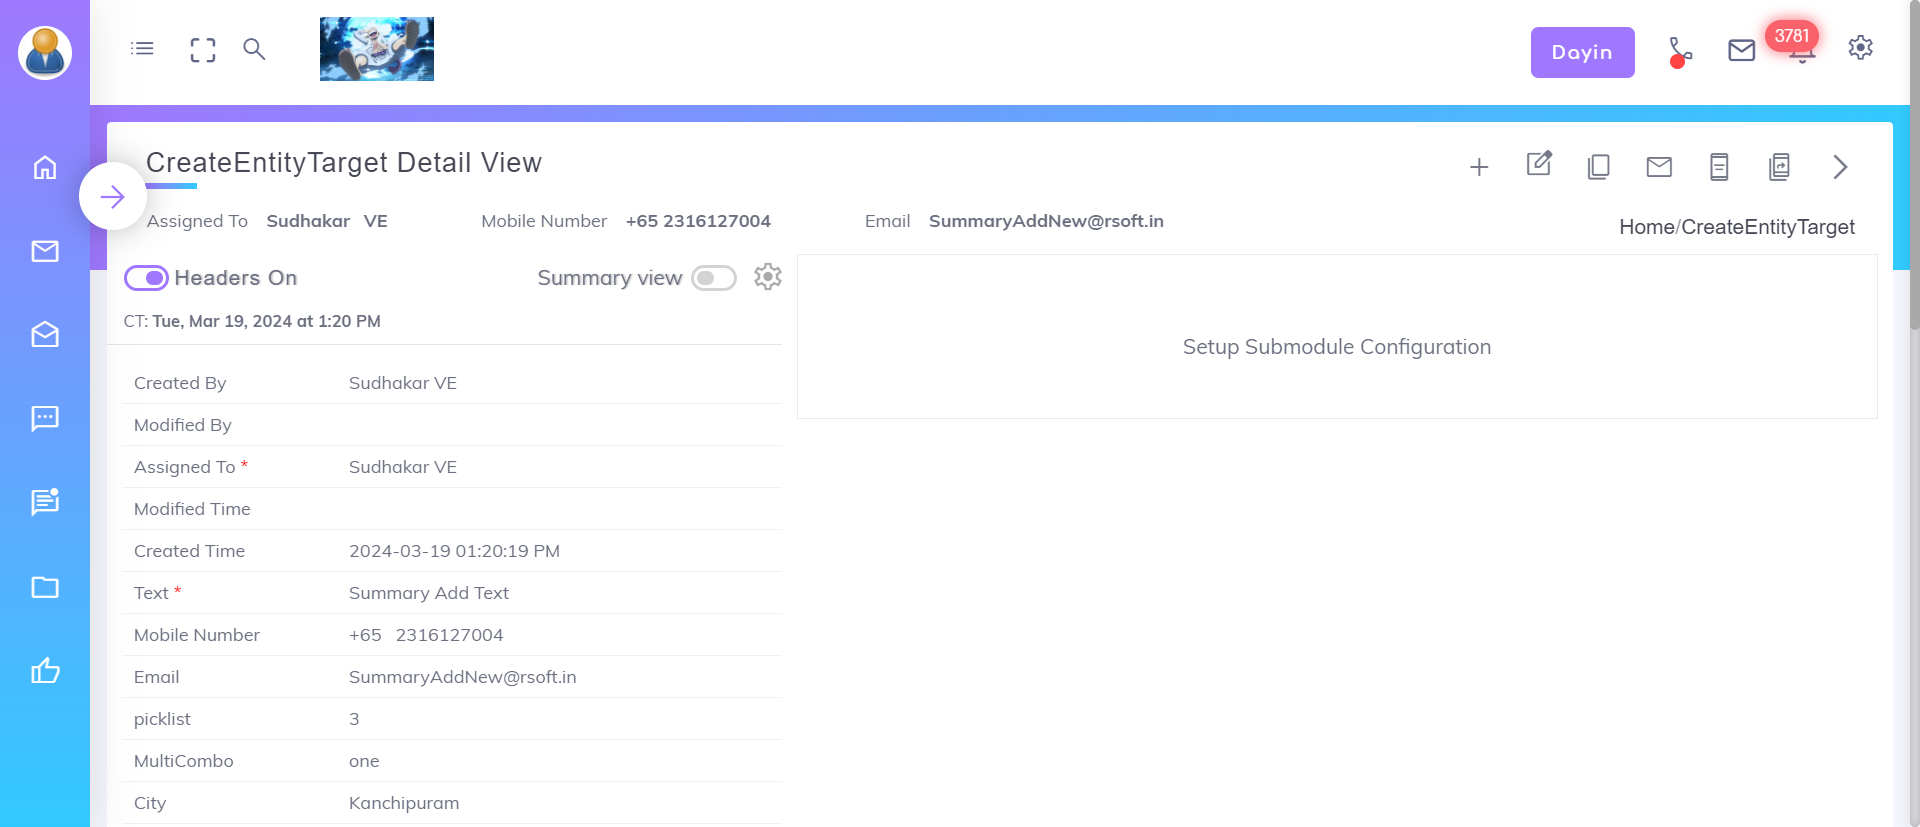 Dayin
3781
CreateEntityTarget Detail View
Assigned To Sudhakar VE Mobile Number +65 2316127004 Email SummaryAddNew@rsoft.in
Home/CreateEntityTarget
Headers On Summary view
CT: Tue, Mar 19, 2024 at 1:20 PM
Setup Submodule Configuration
Created By Sudhakar VE
Modified By
Assigned To * Sudhakar VE
Modified Time
Created Time 2024-03-19 01:20:19 PM
Text * Summary Add Text
Mobile Number +65 2316127004
Email SummaryAddNew@rsoft.in
picklist 3
MultiCombo one
City Kanchipuram